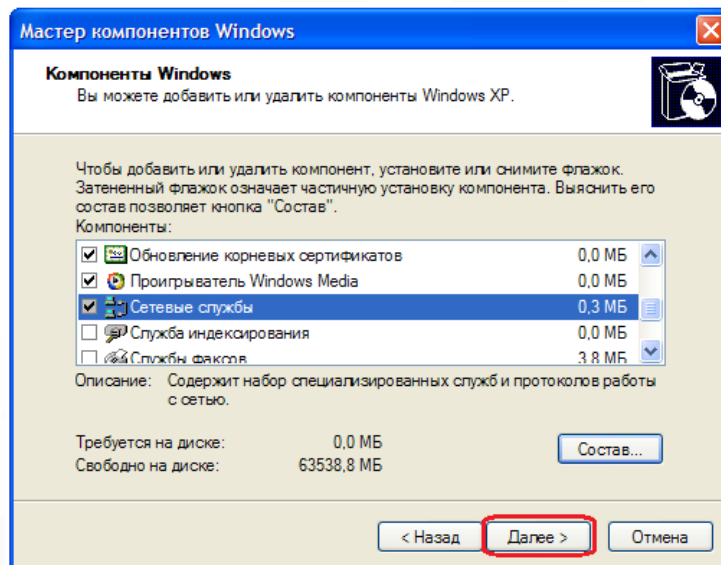 Мастер компонентов Windows
Компоненты Windows
Вы можете добавить или удалить компоненты Windows XP.
Чтобы добавить или удалить компонент, установите или снимите флажок.
Затененный флажок означает частичную установку компонента. Выяснить его
состав позволяет кнопка "Состав".
Компоненты:
Обновление корневых сертификатов 0,0 МБ
Проигрыватель Windows Media 0,0 МБ
Сетевые службы 0,3 МБ
Служба индексирования 0,0 МБ
Службы факсов 3,8 МБ
Описание: Содержит набор специализированных служб и протоколов работы
с сетью.
Требуется на диске: 0,0 МБ
Свободно на диске: 63538,8 МБ
Состав...
< Назад Далее > Отмена